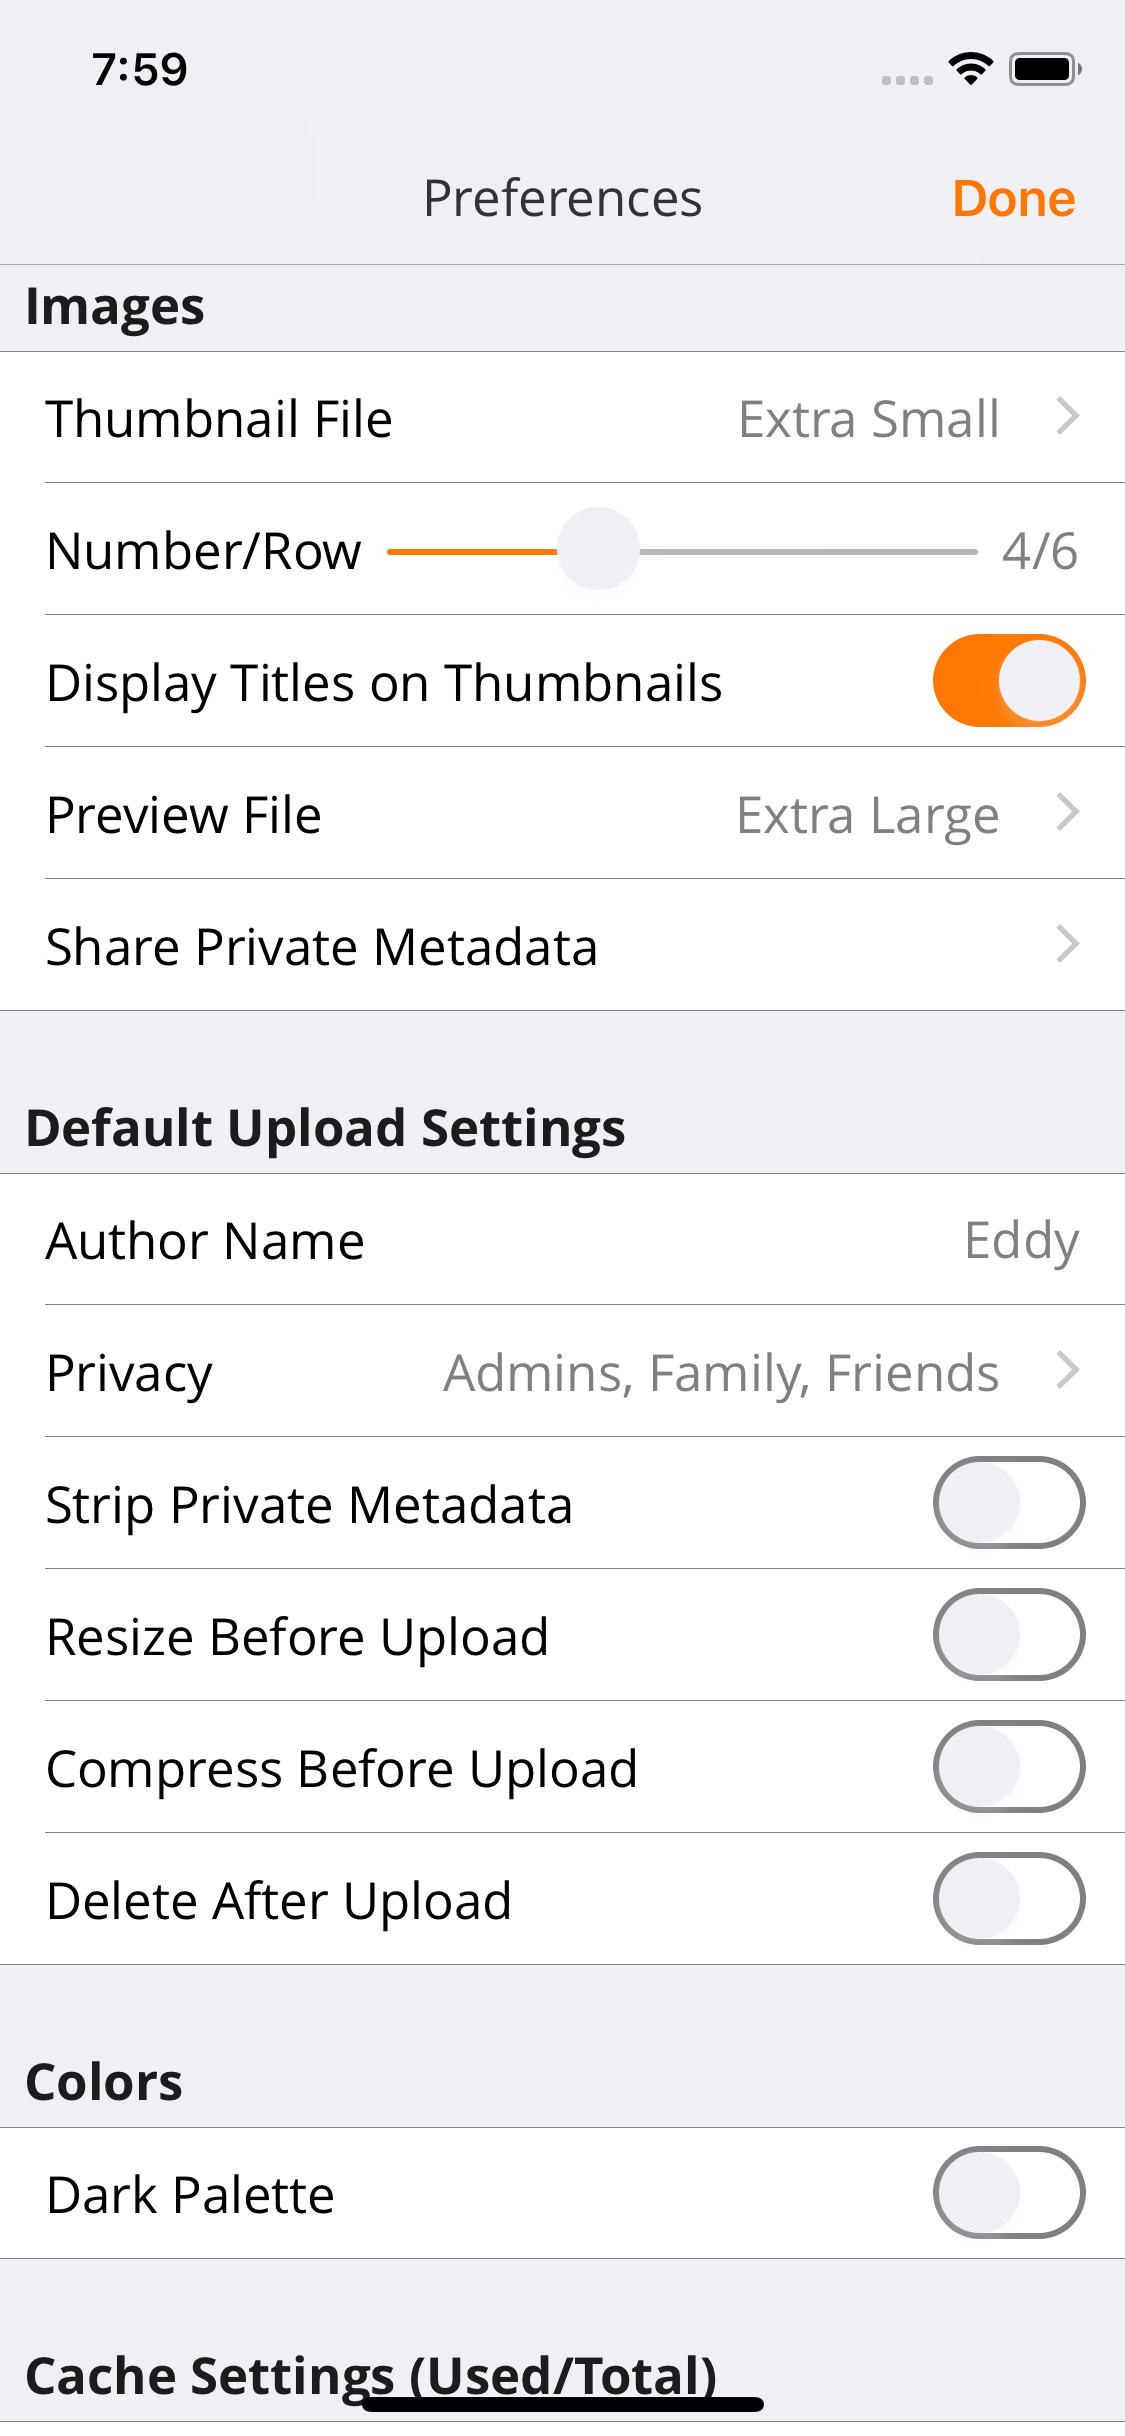 7:59
Preferences
Done
Images
Thumbnail File
Extra Small
Number/Row
4/6
Display Titles on Thumbnails
Preview File
Extra Large
Share Private Metadata
Default Upload Settings
Author Name
Eddy
Privacy
Admins, Family, Friends
Strip Private Metadata
Resize Before Upload
Compress Before Upload
Delete After Upload
Colors
Dark Palette
Cache Settings (Used/Total)